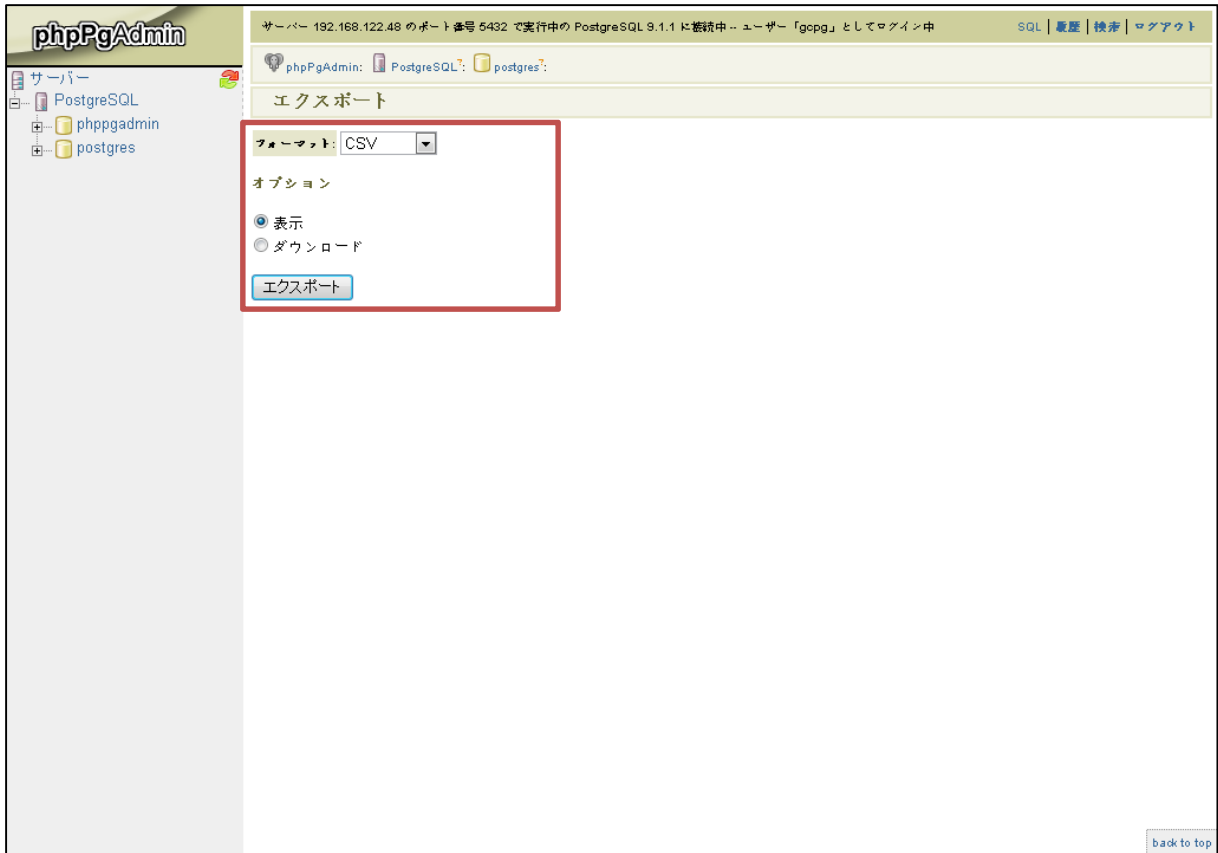 phpPgAdmin
サーバー
PostgreSQL
phppgadmin
postgres
サーバー 192.168.122.48 のポート番号 5432 で実行中の PostgreSQL 9.1.1 に接続中 -- ユーザー「gopg」としてログイン中
SQL | 履歴 | 検索 | ログアウト
phpPgAdmin: PostgreSQL?: postgres?:
エクスポート
フォーマット: CSV
オプション
表示
ダウンロード
エクスポート
back to top